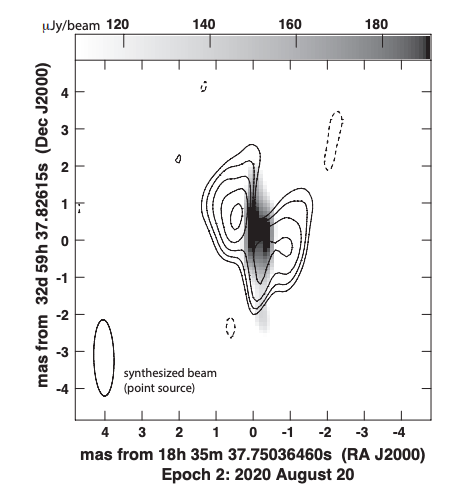 μJy/beam 120 140 160 180
mas from 32d 59h 37.82615s (Dec J2000)
4
3
2
1
0
-1
-2
-3
-4
synthesized beam
(point source)
4 3 1 1 0 -1 -2 -3 -4
mas from 18h 35m 37.75036460s (RA J2000)
Epoch 2: 2020 August 20